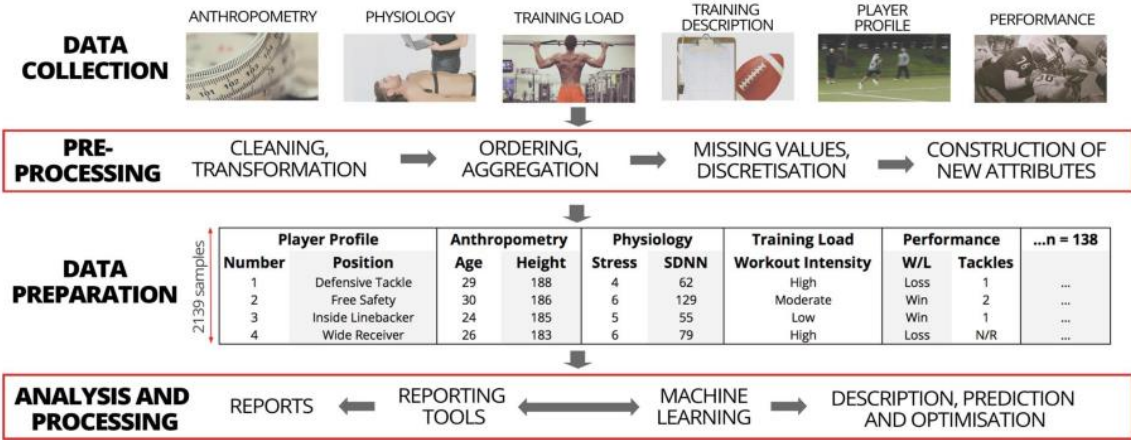 ANTHROPOMETRY
PHYSIOLOGY
TRAINING LOAD
TRAINING
DESCRIPTION
PLAYER
PROFILE
PERFORMANCE
DATA
COLLECTION
PRE-
PROCESSING
CLEANING,
TRANSFORMATION
ORDERING,
AGGREGATION
MISSING VALUES,
DISCRETISATION
CONSTRUCTION OF
NEW ATTRIBUTES
DATA
PREPARATION
2139 samples
Player Profile Anthropometry Physiology Training Load Performance ...n = 138
Number Position Age Height Stress SDNN Workout Intensity W/L Tackles
1 Defensive Tackle 29 188 4 62 High Loss 1 ...
2 Free Safety 30 186 6 129 Moderate Win 2 ...
3 Inside Linebacker 24 185 5 55 Low Win 1 ...
4 Wide Receiver 26 183 6 79 High Loss N/R ...
ANALYSIS AND
PROCESSING
REPORTS
REPORTING
TOOLS
MACHINE
LEARNING
DESCRIPTION, PREDICTION
AND OPTIMISATION